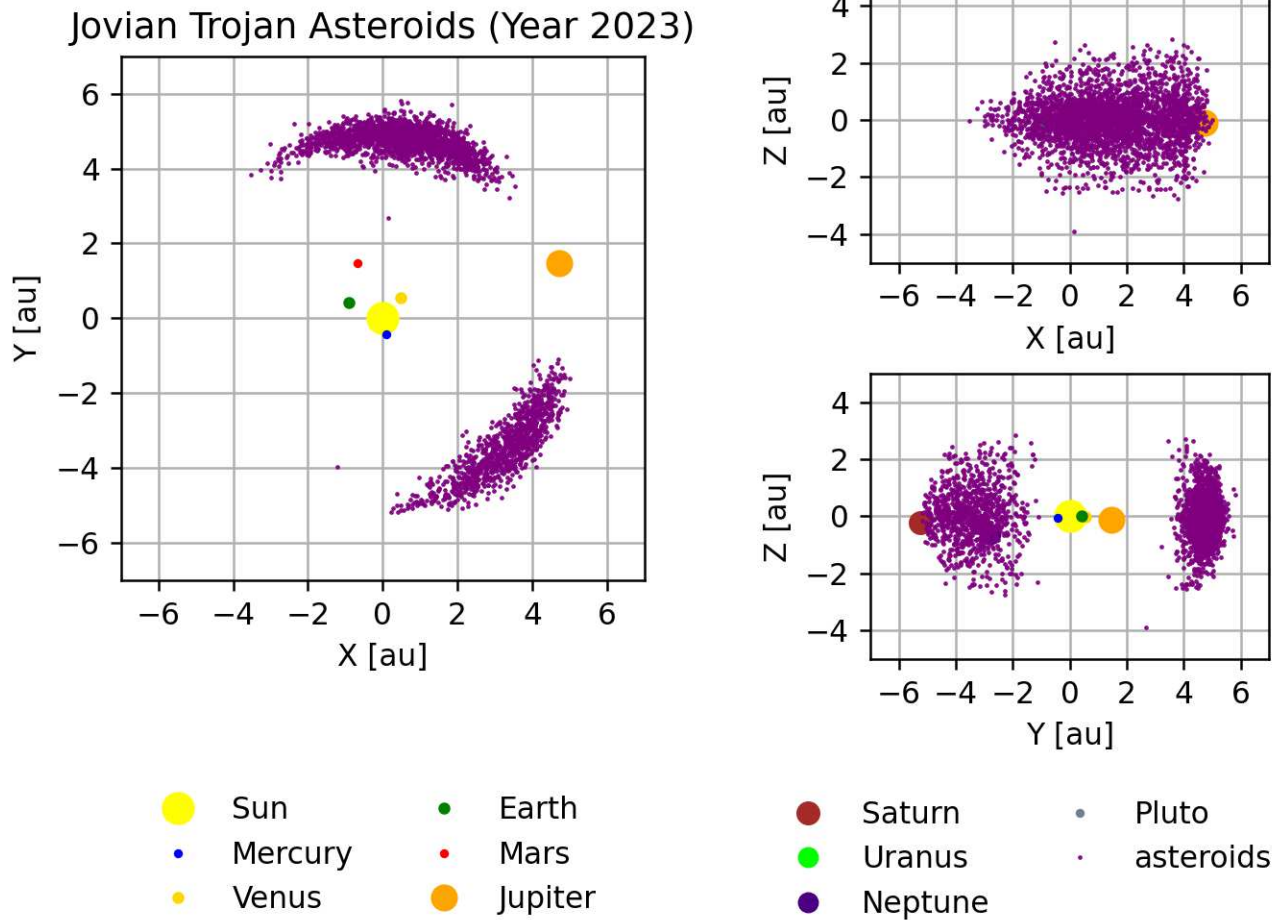 Jovian Trojan Asteroids (Year 2023)
6
4
2
0
−2
−4
−6
Y [au]
−6 −4 −2 0 2 4 6
X [au]
4
2
0
−2
−4
Z [au]
−6 −4 −2 0 2 4 6
X [au]
4
2
0
−2
−4
Z [au]
−6 −4 −2 0 2 4 6
Y [au]
Sun
Mercury
Venus
Earth
Mars
Jupiter
Saturn
Uranus
Neptune
Pluto
asteroids